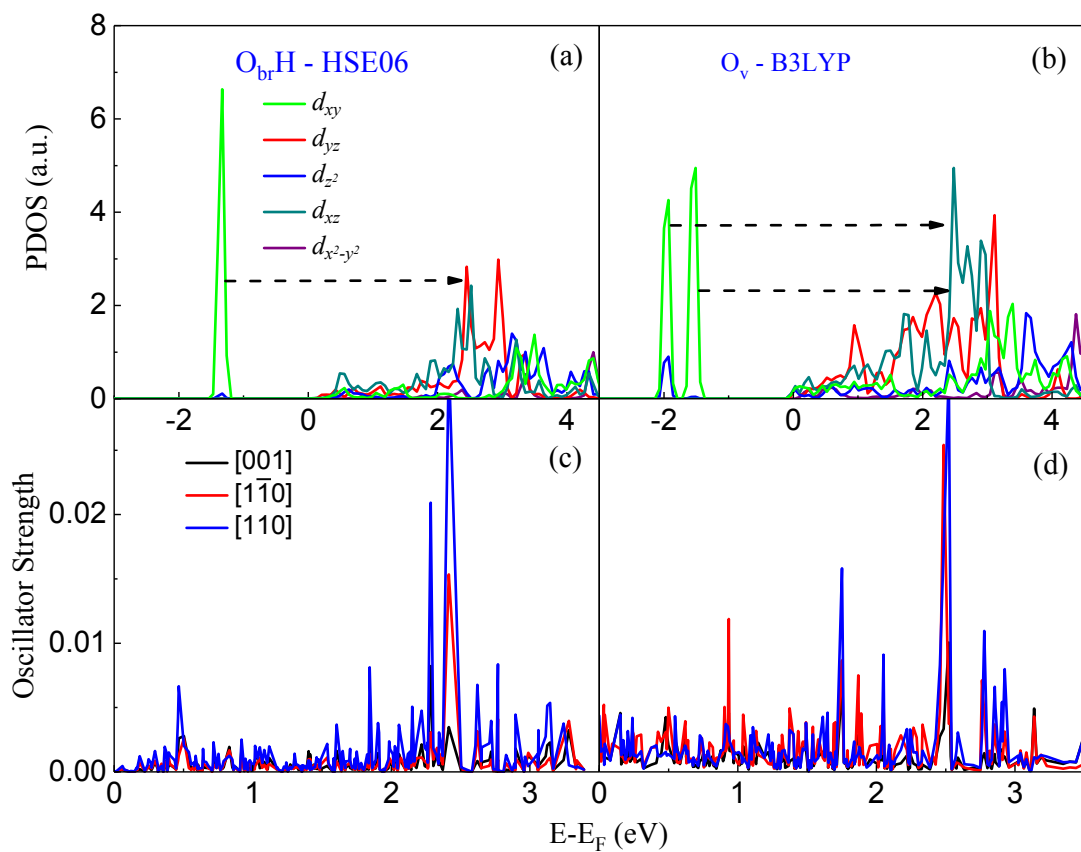 8
6
4
2
0
PDOS (a.u.)
(a)
O_brH - HSE06
d_xy
d_yz
d_z²
d_xz
d_x²-y²
-2
0
2
4
(b)
O_v - B3LYP
-2
0
2
4
(c)
[001]
[11̅0]
[110]
0.02
0.01
0.00
Oscillator Strength
0
1
2
3
(d)
0
1
2
3
E-E_F (eV)